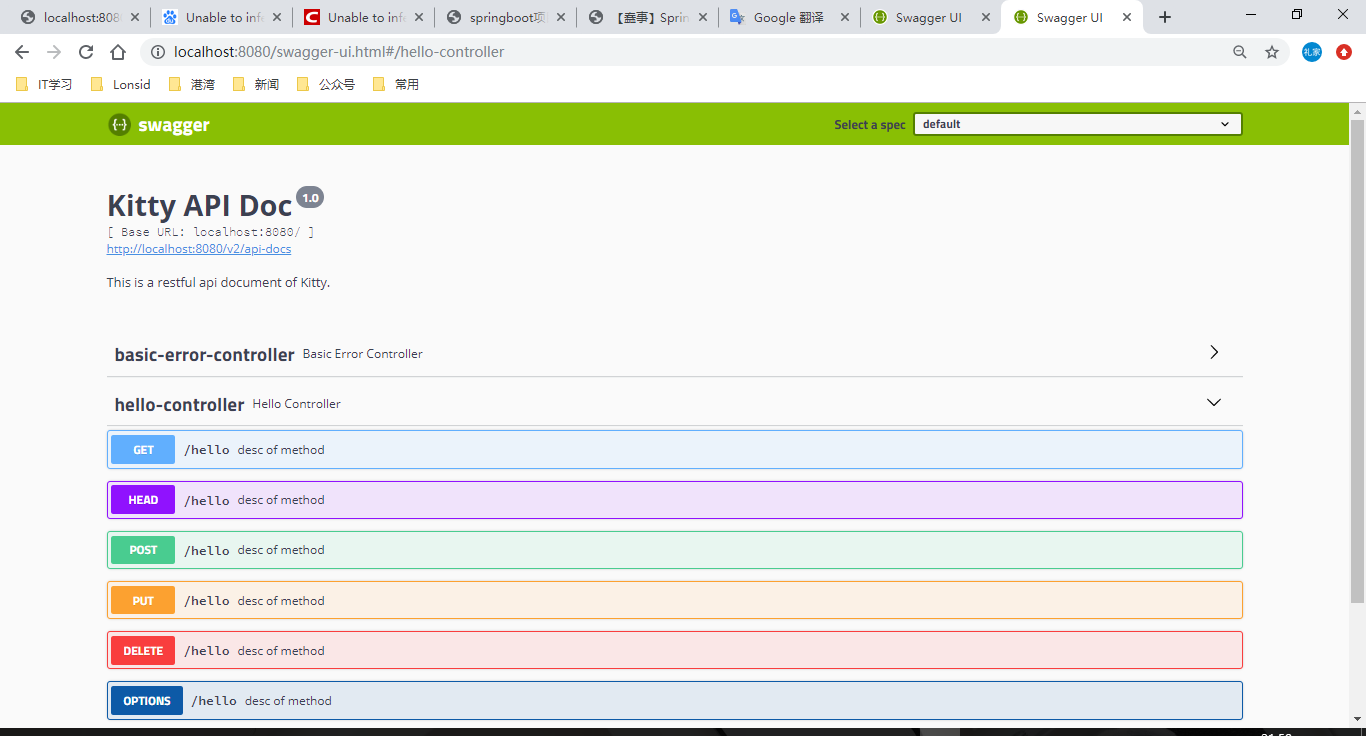 localhost:808 Unable to infe Unable to infe springboot项 【蠢事】Sprin Google 翻译 Swagger UI Swagger UI
localhost:8080/swagger-ui.html#/hello-controller 礼家
IT学习 Lonsid 港湾 新闻 公众号 常用
{···} swagger Select a spec default
Kitty API Doc 1.0
[ Base URL: localhost:8080/ ]
http://localhost:8080/v2/api-docs
This is a restful api document of Kitty.
basic-error-controller Basic Error Controller
hello-controller Hello Controller
GET /hello desc of method
HEAD /hello desc of method
POST /hello desc of method
PUT /hello desc of method
DELETE /hello desc of method
OPTIONS /hello desc of method